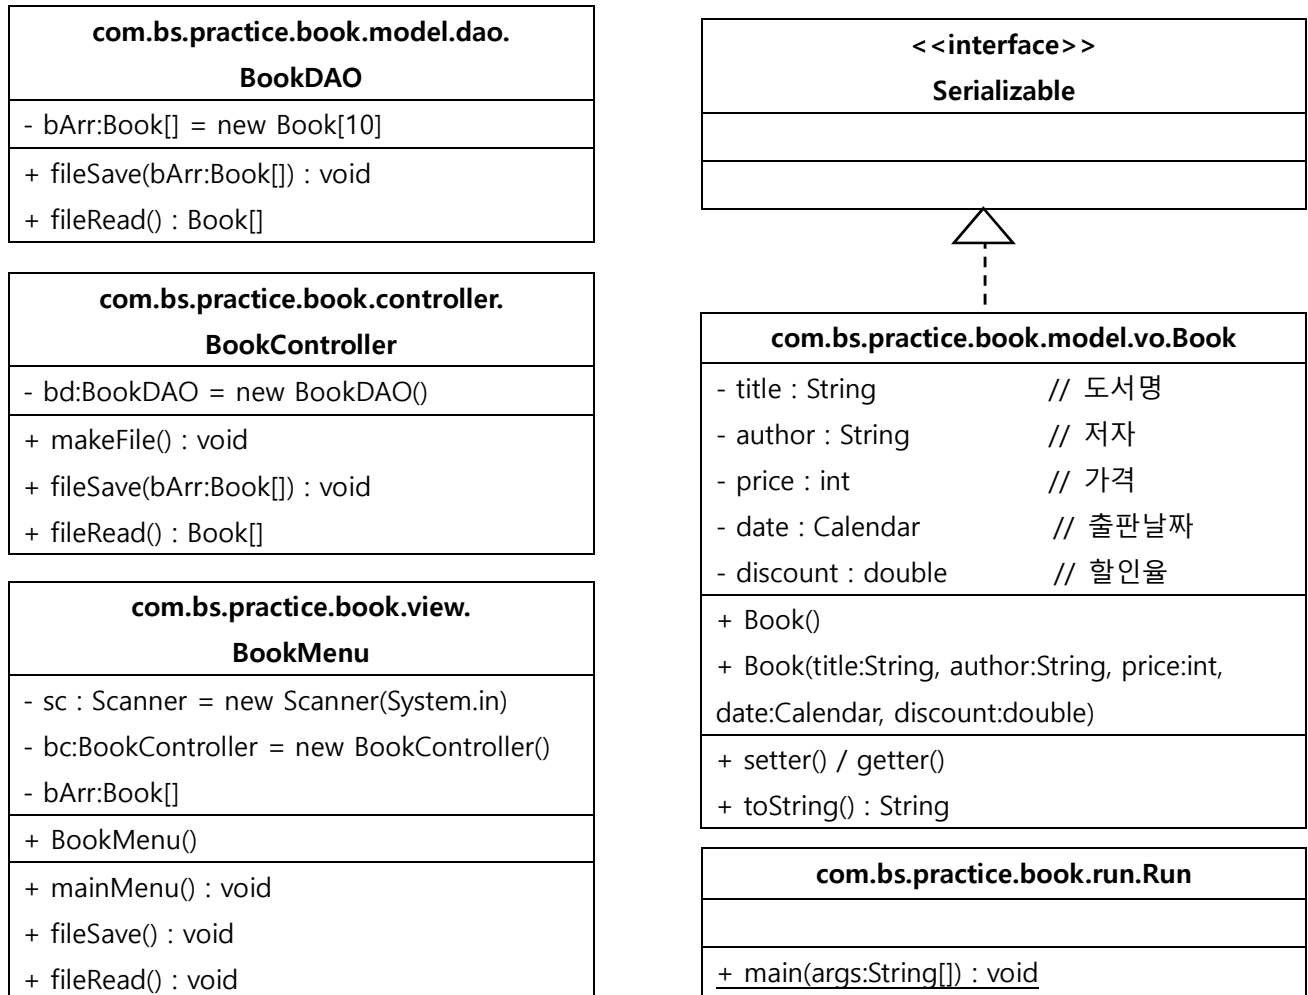 com.bs.practice.book.model.dao.
BookDAO
- bArr:Book[] = new Book[10]
+ fileSave(bArr:Book[]) : void
+ fileRead() : Book[]
com.bs.practice.book.controller.
BookController
- bd:BookDAO = new BookDAO()
+ makeFile() : void
+ fileSave(bArr:Book[]) : void
+ fileRead() : Book[]
com.bs.practice.book.view.
BookMenu
- sc : Scanner = new Scanner(System.in)
- bc:BookController = new BookController()
- bArr:Book[]
+ BookMenu()
+ mainMenu() : void
+ fileSave() : void
+ fileRead() : void
<<interface>>
Serializable
com.bs.practice.book.model.vo.Book
- title : String // 도서명
- author : String // 저자
- price : int // 가격
- date : Calendar // 출판날짜
- discount : double // 할인율
+ Book()
+ Book(title:String, author:String, price:int,
date:Calendar, discount:double)
+ setter() / getter()
+ toString() : String
com.bs.practice.book.run.Run
+ main(args:String[]) : void